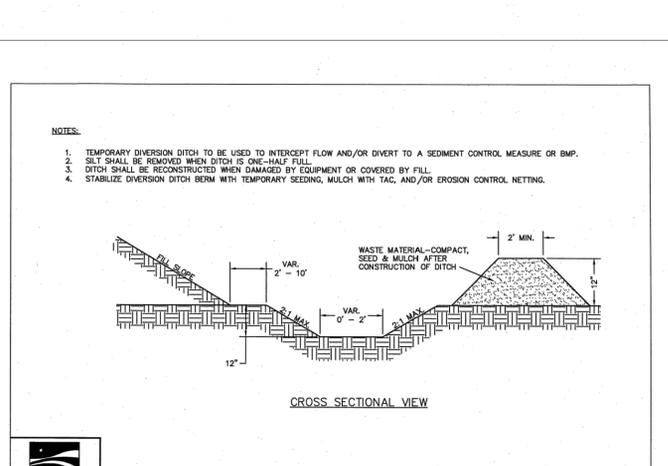 NOTES:
1. TEMPORARY DIVERSION DITCH TO BE USED TO INTERCEPT FLOW AND/OR DIVERT TO A SEDIMENT CONTROL MEASURE OR BMP.
2. SILT SHALL BE REMOVED WHEN DITCH IS ONE-HALF FULL.
3. DITCH SHALL BE RECONSTRUCTED WHEN DAMAGED BY EQUIPMENT OR COVERED BY FILL.
4. STABILIZE DIVERSION DITCH BERM WITH TEMPORARY SEEDING, MULCH WITH TAC, AND/OR EROSION CONTROL NETTING.
2' MIN.
WASTE MATERIAL-COMPACT,
SEED & MULCH AFTER
CONSTRUCTION OF DITCH
FILL SLOPE
VAR.
2' - 10'
12"
2:1 MAX.
VAR.
0' - 2'
2:1 MAX.
12"
CROSS SECTIONAL VIEW